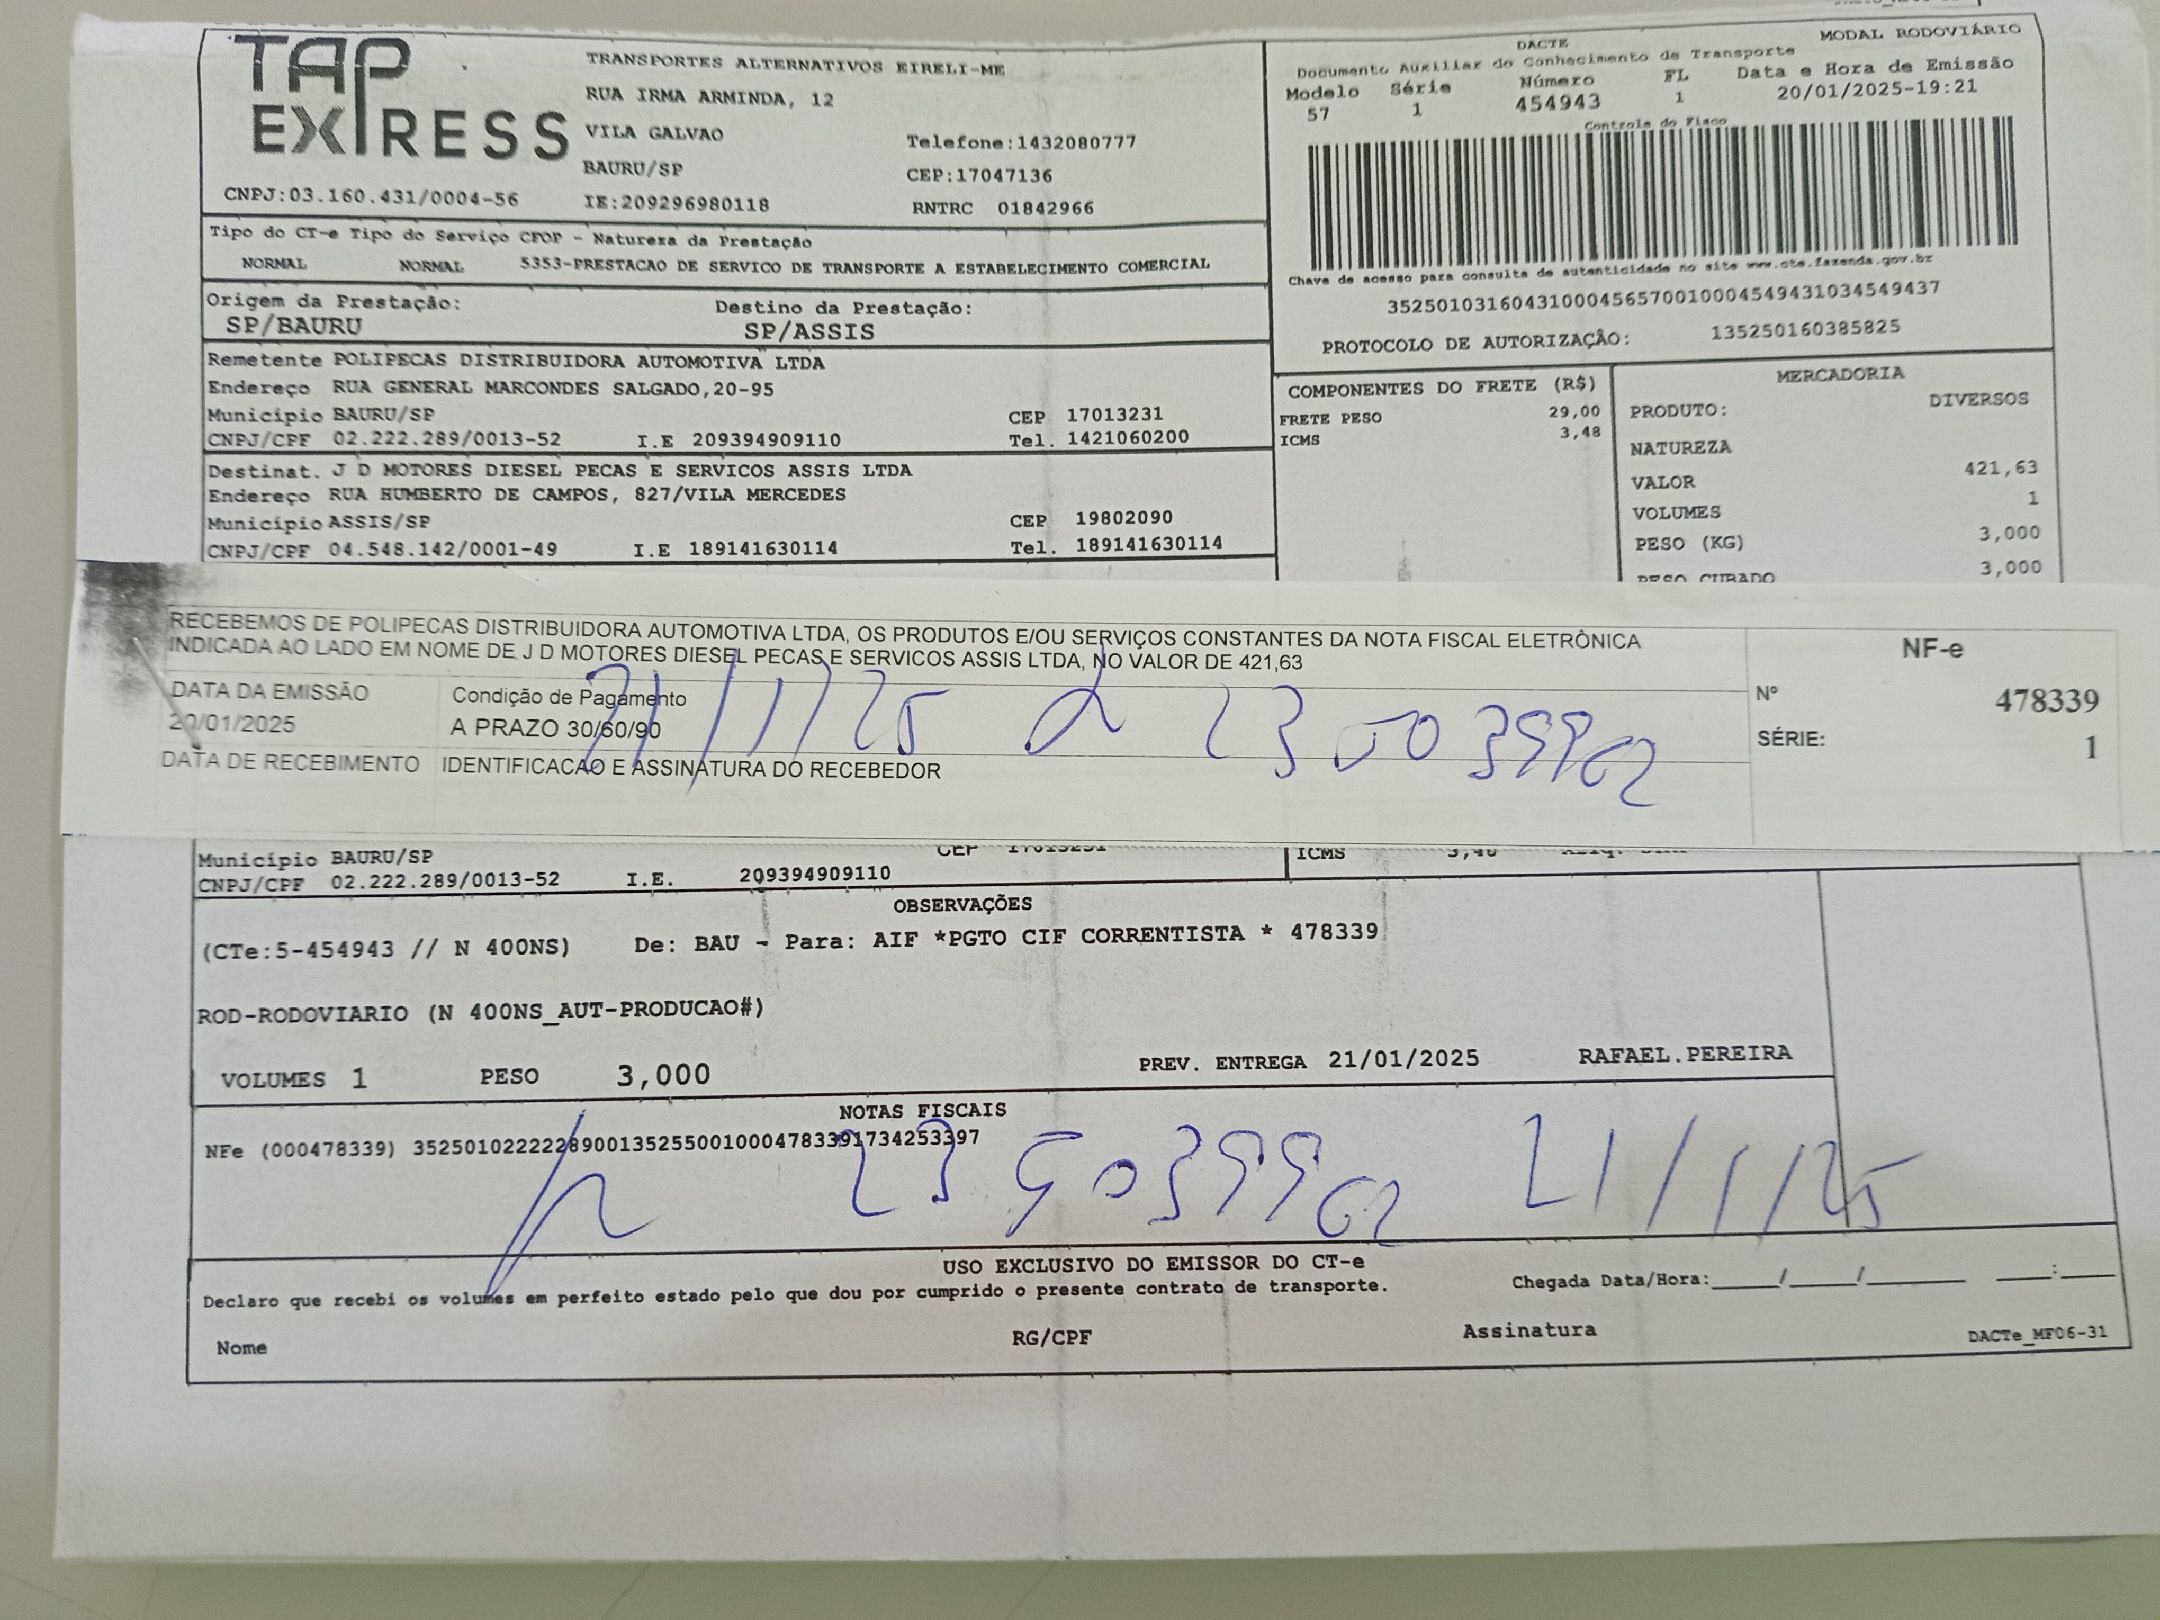 TAP EXPRESS
CNPJ:03.160.431/0004-56
TRANSPORTES ALTERNATIVOS EIRELI-ME
RUA IRMA ARMINDA, 12
VILA GALVAO
Telefone:1432080777
BAURU/SP
CEP:17047136
IE:209296980118
RNTRC 01842966
MODAL RODOVIÁRIO
DACTE
Documento Auxiliar do Conhecimento de Transporte
Modelo Série Número FL Data e Hora de Emissão
57 1 454943 1 20/01/2025-19:21
Controle do Fisco
Chave de acesso para consulta de autenticidade no site www.cte.fazenda.gov.br
35250103160431000456570010004549431034549437
PROTOCOLO DE AUTORIZAÇÃO: 135250160385825
Tipo do CT-e Tipo do Serviço CFOP - Natureza da Prestação
NORMAL NORMAL 5353-PRESTACAO DE SERVICO DE TRANSPORTE A ESTABELECIMENTO COMERCIAL
Origem da Prestação: Destino da Prestação:
SP/BAURU SP/ASSIS
Remetente POLIPECAS DISTRIBUIDORA AUTOMOTIVA LTDA
Endereço RUA GENERAL MARCONDES SALGADO,20-95
Município BAURU/SP CEP 17013231
CNPJ/CPF 02.222.289/0013-52 I.E 209394909110 Tel. 1421060200
Destinat. J D MOTORES DIESEL PECAS E SERVICOS ASSIS LTDA
Endereço RUA HUMBERTO DE CAMPOS, 827/VILA MERCEDES
Município ASSIS/SP CEP 19802090
CNPJ/CPF 04.548.142/0001-49 I.E 189141630114 Tel. 189141630114
COMPONENTES DO FRETE (R$)
FRETE PESO 29,00
ICMS 3,48
MERCADORIA
PRODUTO: DIVERSOS
NATUREZA
VALOR 421,63
VOLUMES 1
PESO (KG) 3,000
PESO CUBADO 3,000
RECEBEMOS DE POLIPECAS DISTRIBUIDORA AUTOMOTIVA LTDA, OS PRODUTOS E/OU SERVIÇOS CONSTANTES DA NOTA FISCAL ELETRÔNICA
INDICADA AO LADO EM NOME DE J D MOTORES DIESEL PECAS E SERVICOS ASSIS LTDA, NO VALOR DE 421,63
DATA DA EMISSÃO Condição de Pagamento
20/01/2025 A PRAZO 30/60/90
21/1/25
DATA DE RECEBIMENTO IDENTIFICACAO E ASSINATURA DO RECEBEDOR
NF-e
Nº 478339
SÉRIE: 1
Município BAURU/SP CEP 17013231
ICMS 3,48
CNPJ/CPF 02.222.289/0013-52 I.E. 209394909110
OBSERVAÇÕES
(CTe:5-454943 // N 400NS) De: BAU - Para: AIF *PGTO CIF CORRENTISTA * 478339
ROD-RODOVIARIO (N 400NS_AUT-PRODUCAO#)
VOLUMES 1 PESO 3,000 PREV. ENTREGA 21/01/2025 RAFAEL.PEREIRA
NOTAS FISCAIS
NFe (000478339) 35250102222289001352550010004783391734253397
21/1/25
USO EXCLUSIVO DO EMISSOR DO CT-e
Declaro que recebi os volumes em perfeito estado pelo que dou por cumprido o presente contrato de transporte.
Chegada Data/Hora:____/____/______ ___:___
Nome RG/CPF Assinatura DACTe_MF06-31